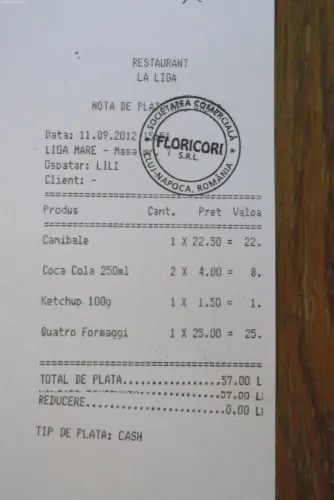 RESTAURANT
LA LIGA
NOTA DE PLATA
Data: 11.09.2012
LIGA MARE - Masa
Ospatar: LILI
Client: -
SOCIETATEA COMERCIALĂ
FLORICORI
S.R.L.
CLUJ-NAPOCA, ROMÂNIA
Produs Cant. Pret Valoa
Canibale 1 X 22.50 = 22.
Coca Cola 250ml 2 X 4.00 = 8.
Ketchup 100g 1 X 1.50 = 1.
Quatro Formaggi 1 X 25.00 = 25.
TOTAL DE PLATA................57.00 L
57.00 L
REDUCERE......................0.00 L
TIP DE PLATA: CASH